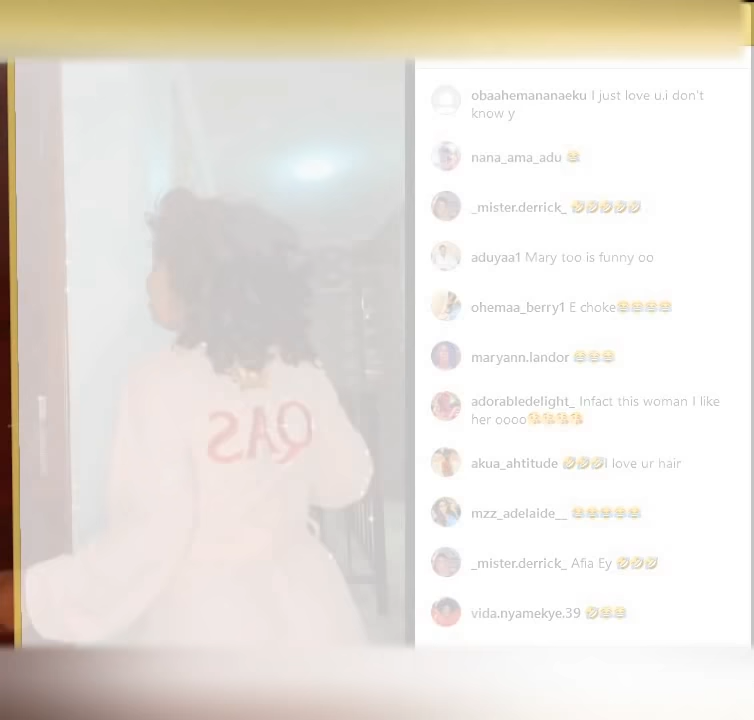 QAS
obaahemananaeku I just love u.i don't
know y
nana_ama_adu 😂
_mister.derrick_ 🤣🤣🤣🤣🤣
aduyaa1 Mary too is funny oo
ohemaa_berry1 E choke😂😂😂😂
maryann.landor 😂😂😂
adorabledelight_ Infact this woman I like
her oooo😘😘😘😘
akua_ahtitude 🤣🤣🤣I love ur hair
mzz_adelaide__ 😂😂😂😂😂
_mister.derrick_ Afia Ey 🤣🤣🤣
vida.nyamekye.39 🤣😂😂